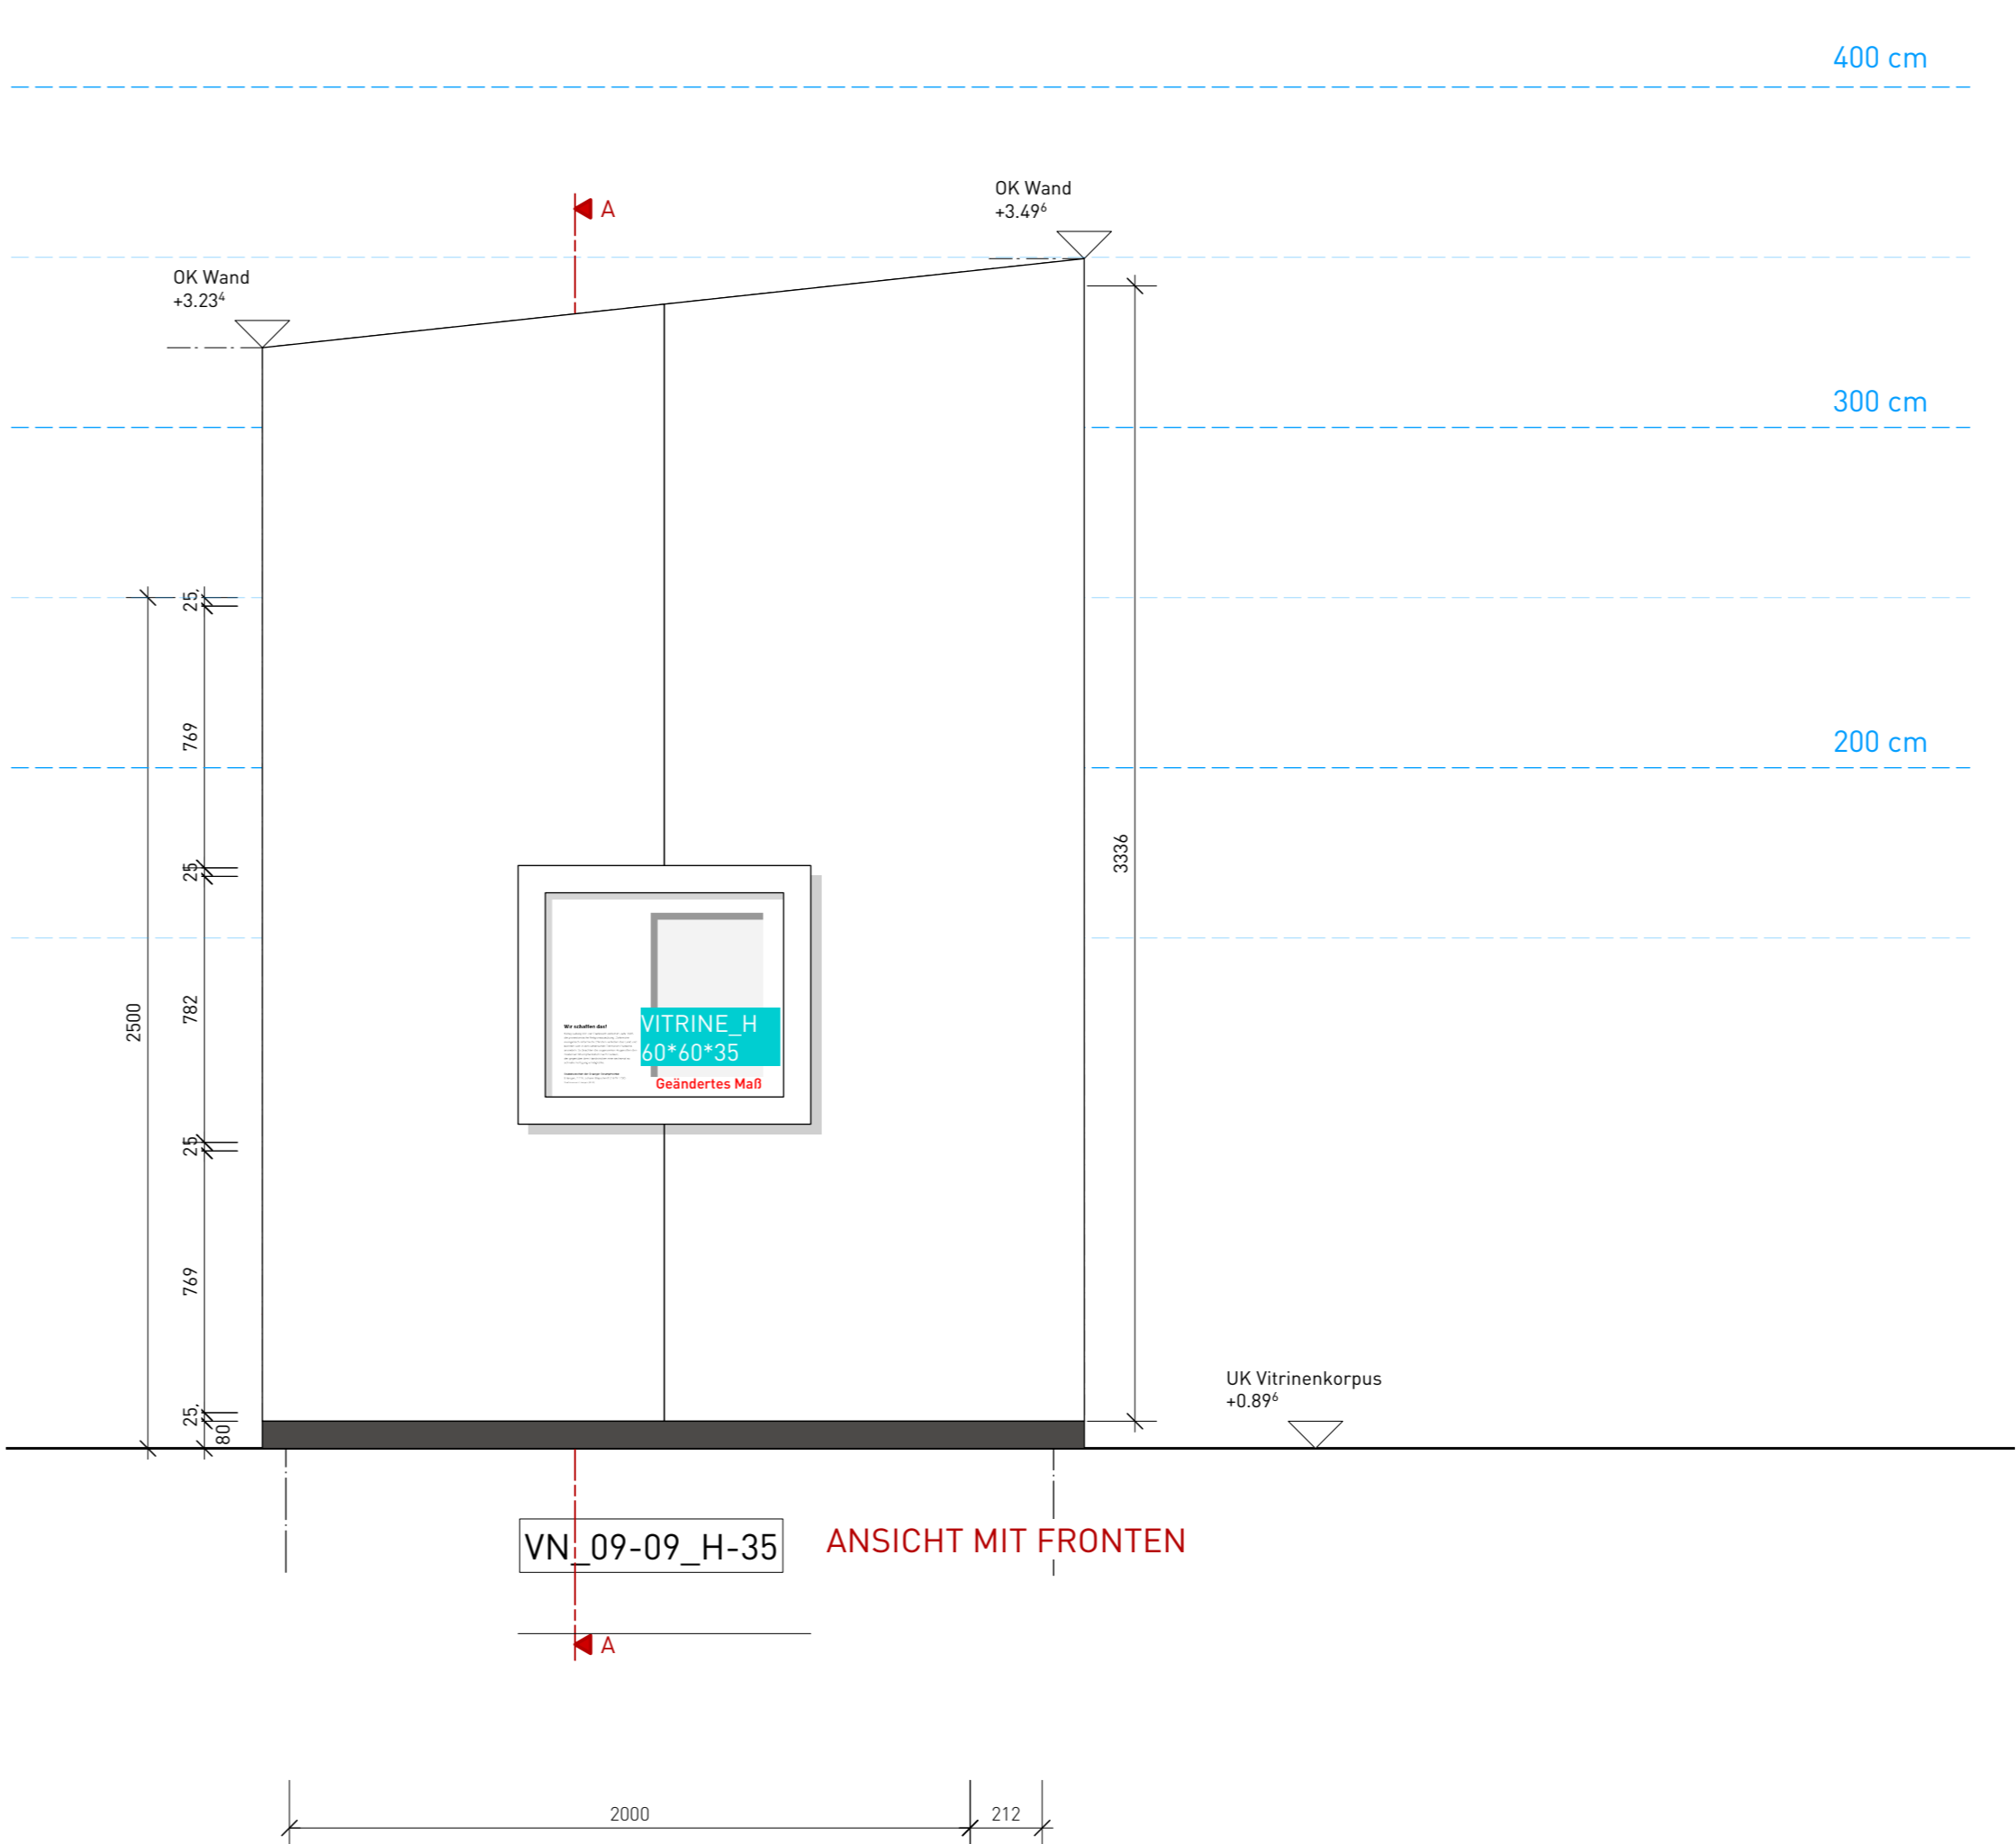 400 cm
OK Wand
+3.49⁶
A
OK Wand
+3.23⁴
300 cm
25,
769
200 cm
3336
25
782
2500
VITRINE_H
60*60*35
Wir schaffen das!
Geändertes Maß
25
769
UK Vitrinenkorpus
+0.89⁶
25,
80
VN_09-09_H-35
ANSICHT MIT FRONTEN
A
2000
212